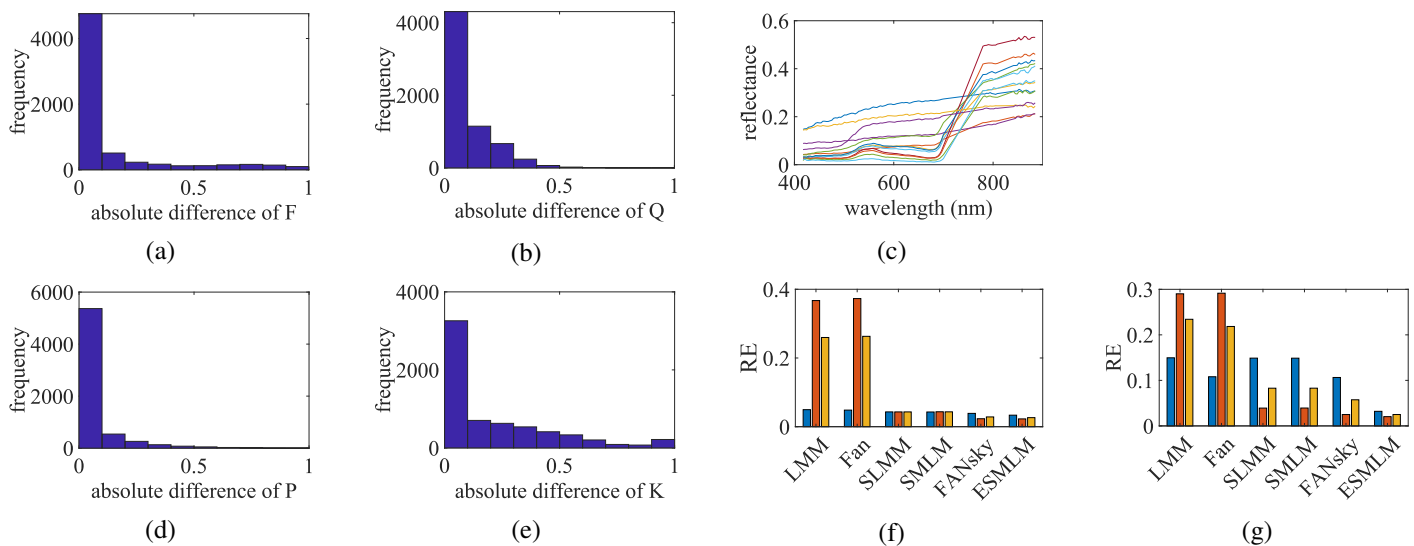 frequency
4000
2000
0
0
0.5
1
absolute difference of F
(a)
frequency
4000
2000
0
0
0.5
1
absolute difference of Q
(b)
reflectance
0.6
0.4
0.2
0
400
600
800
wavelength (nm)
(c)
frequency
6000
4000
2000
0
0
0.5
1
absolute difference of P
(d)
frequency
4000
2000
0
0
0.5
1
absolute difference of K
(e)
RE
0.4
0.2
0
LMM
Fan
SLMM
SMLM
FANsky
ESMLM
(f)
RE
0.3
0.2
0.1
0
LMM
Fan
SLMM
SMLM
FANsky
ESMLM
(g)